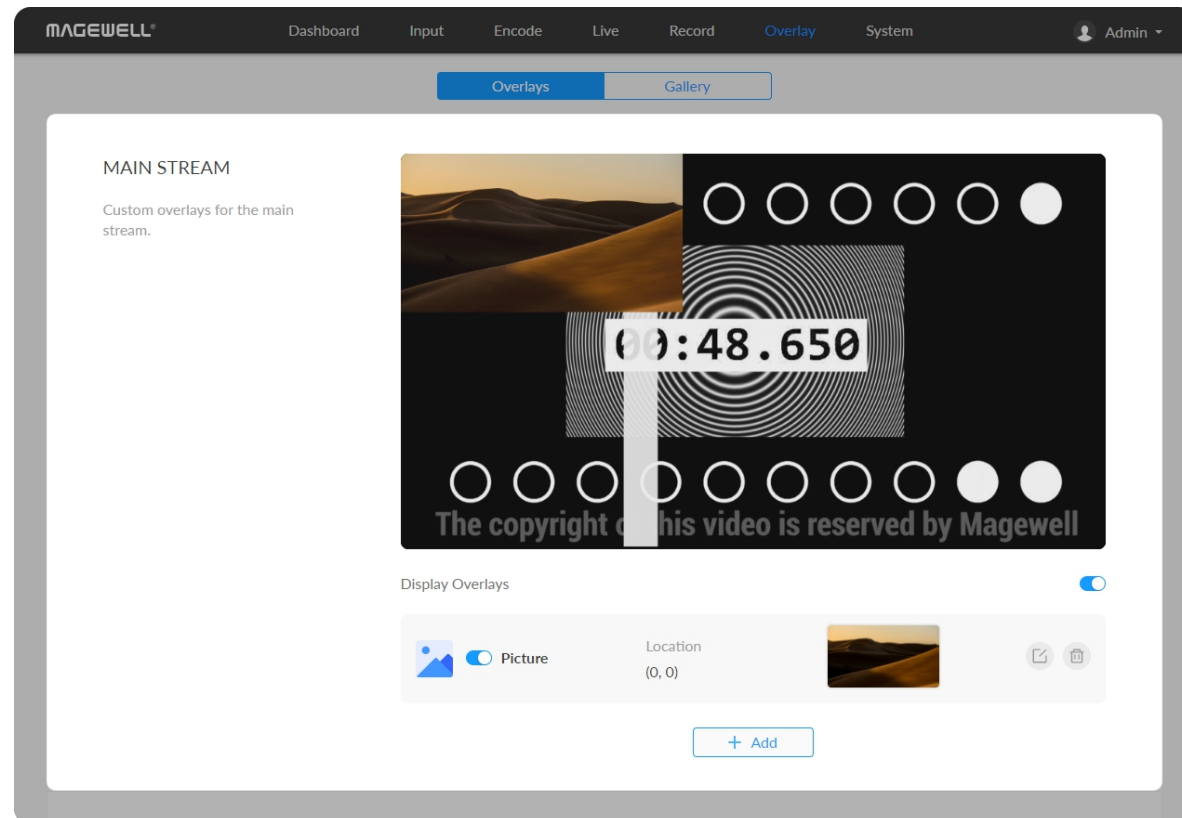 MAGEWELL®
Dashboard Input Encode Live Record Overlay System Admin
Overlays Gallery
MAIN STREAM
Custom overlays for the main
stream.
00:48.650
The copyright of this video is reserved by Magewell
Display Overlays
Picture
Location
(0, 0)
+ Add